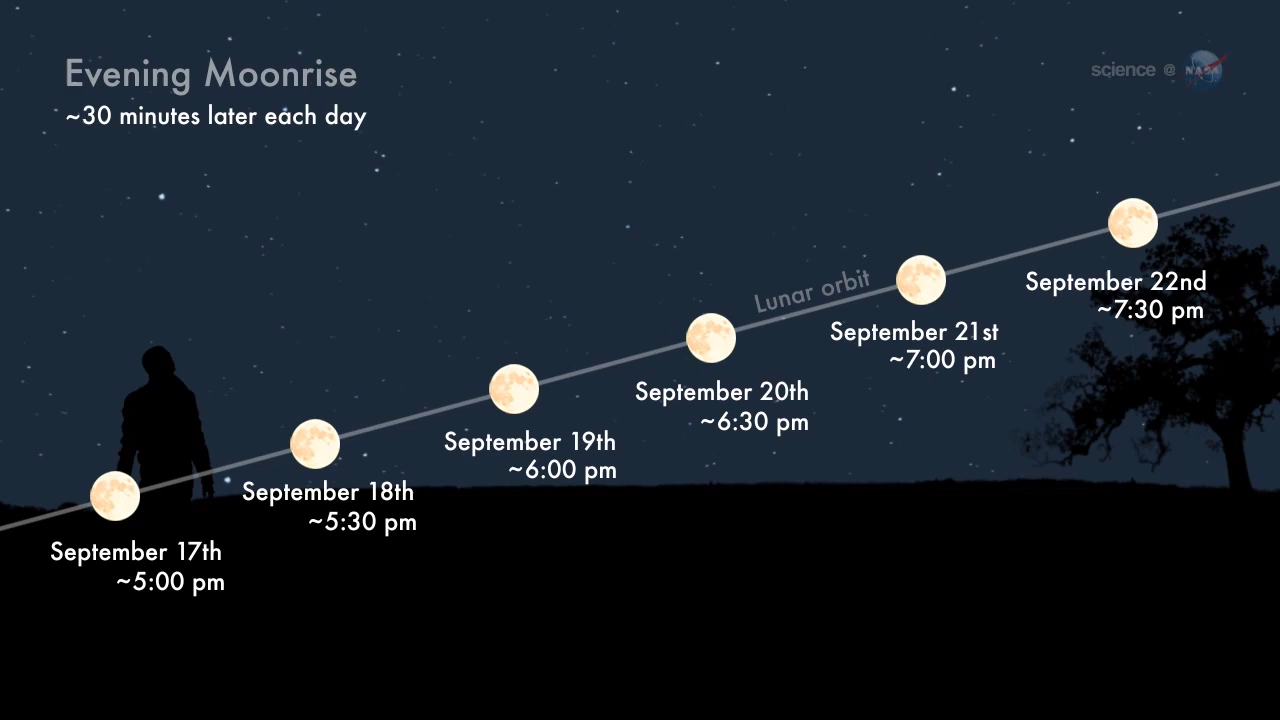 Evening Moonrise
~30 minutes later each day
science @ NASA
Lunar orbit
September 17th
~5:00 pm
September 18th
~5:30 pm
September 19th
~6:00 pm
September 20th
~6:30 pm
September 21st
~7:00 pm
September 22nd
~7:30 pm